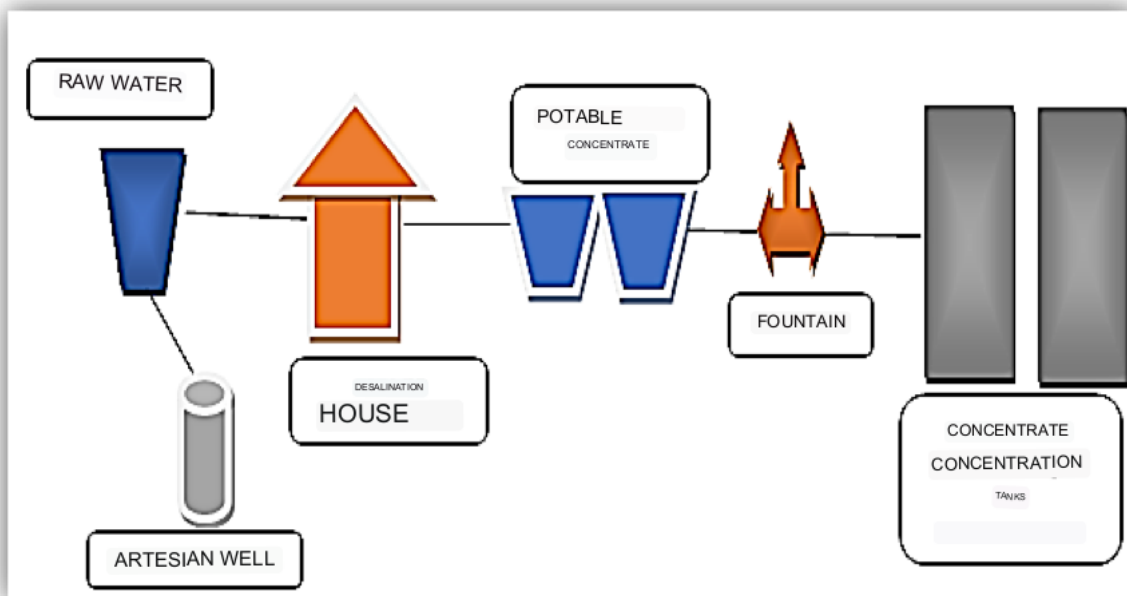 RAW WATER
POTABLE
CONCENTRATE
FOUNTAIN
DESALINATION
HOUSE
CONCENTRATE
CONCENTRATION
TANKS
ARTESIAN WELL